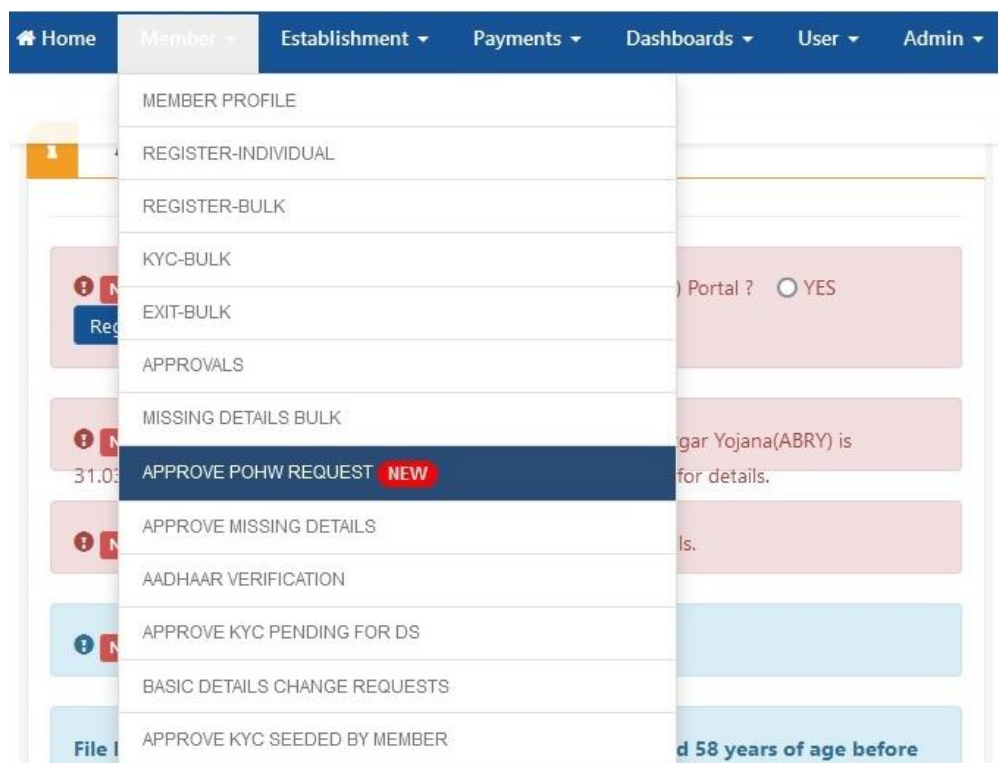 Home Member Establishment Payments Dashboards User Admin
MEMBER PROFILE
REGISTER-INDIVIDUAL
REGISTER-BULK
KYC-BULK
) Portal ? YES
EXIT-BULK
Reg
APPROVALS
MISSING DETAILS BULK
gar Yojana(ABRY) is
APPROVE POHW REQUEST NEW
31.03
for details.
APPROVE MISSING DETAILS
ls.
AADHAAR VERIFICATION
APPROVE KYC PENDING FOR DS
BASIC DETAILS CHANGE REQUESTS
APPROVE KYC SEEDED BY MEMBER
File
d 58 years of age before